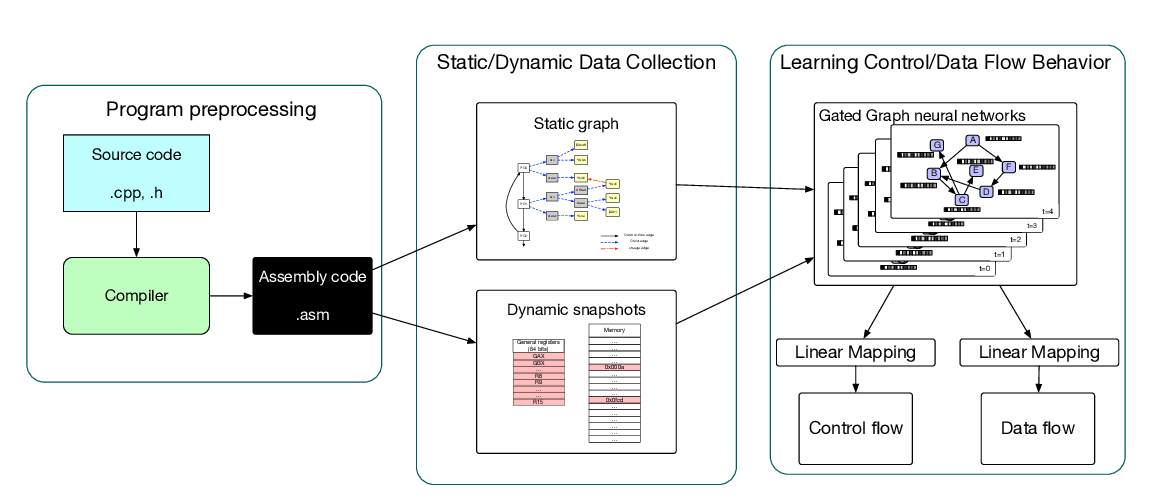 Program preprocessing
Source code
.cpp, .h
Compiler
Assembly code
.asm
Static/Dynamic Data Collection
Static graph
Dynamic snapshots
General registers
(64 bits)
GAX
GBX
...
R8
R9
...
R15
Memory
...
...
...
0x000a
...
...
...
...
0x0fcd
...
...
...
...
...
Learning Control/Data Flow Behavior
Gated Graph neural networks
G
A
B
E
F
C
D
t=4
t=3
t=2
t=1
t=0
Linear Mapping
Linear Mapping
Control flow
Data flow